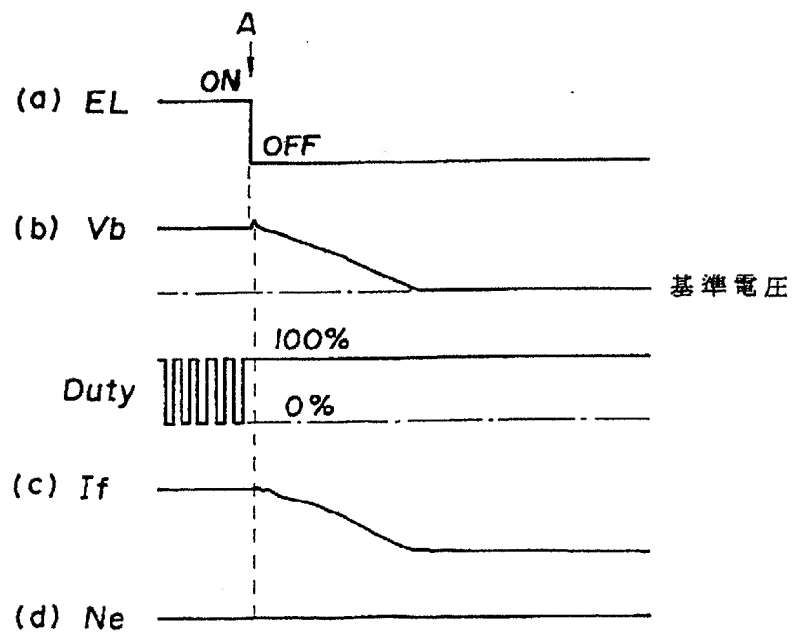 A
ON
(a) EL
OFF
(b) Vb
基準電圧
100%
Duty
0%
(c) If
(d) Ne